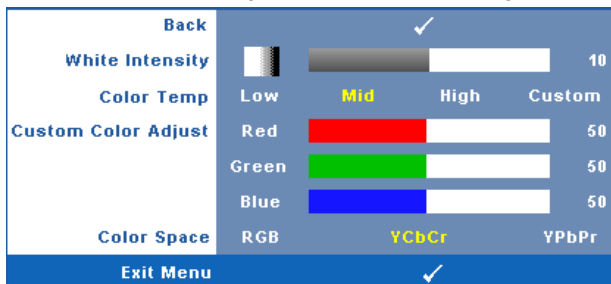 Back
White Intensity 10
Color Temp Low Mid High Custom
Custom Color Adjust Red 50
Green 50
Blue 50
Color Space RGB YCbCr YPbPr
Exit Menu